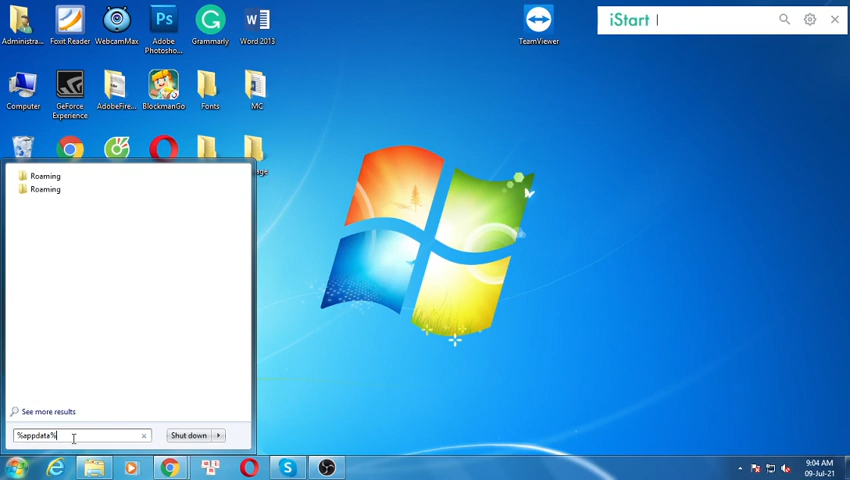 Administra...
Foxit Reader
WebcamMax
Adobe
Photosho...
Grammarly
Word 2013
TeamViewer
iStart
Computer
GeForce
Experience
AdobeFire...
BlockmanGo
Fonts
MC
Roaming
Roaming
See more results
%appdata%
Shut down
9:04 AM
09-Jul-21